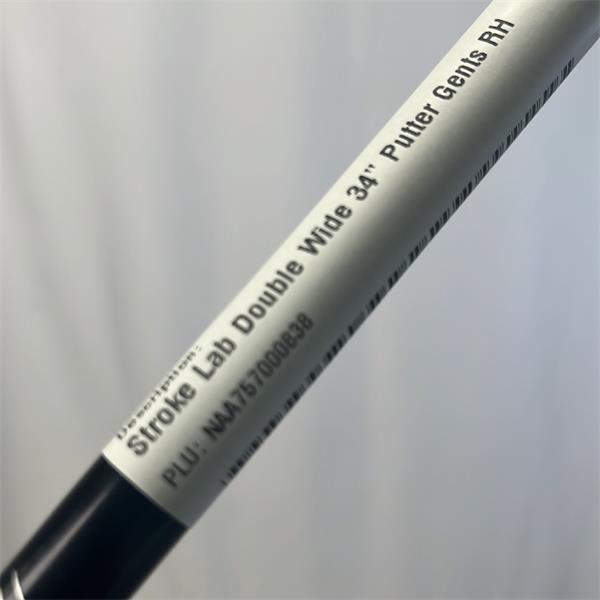 Description:
Stroke Lab Double Wide 34" Putter Gents RH
PLU: NAA757000838